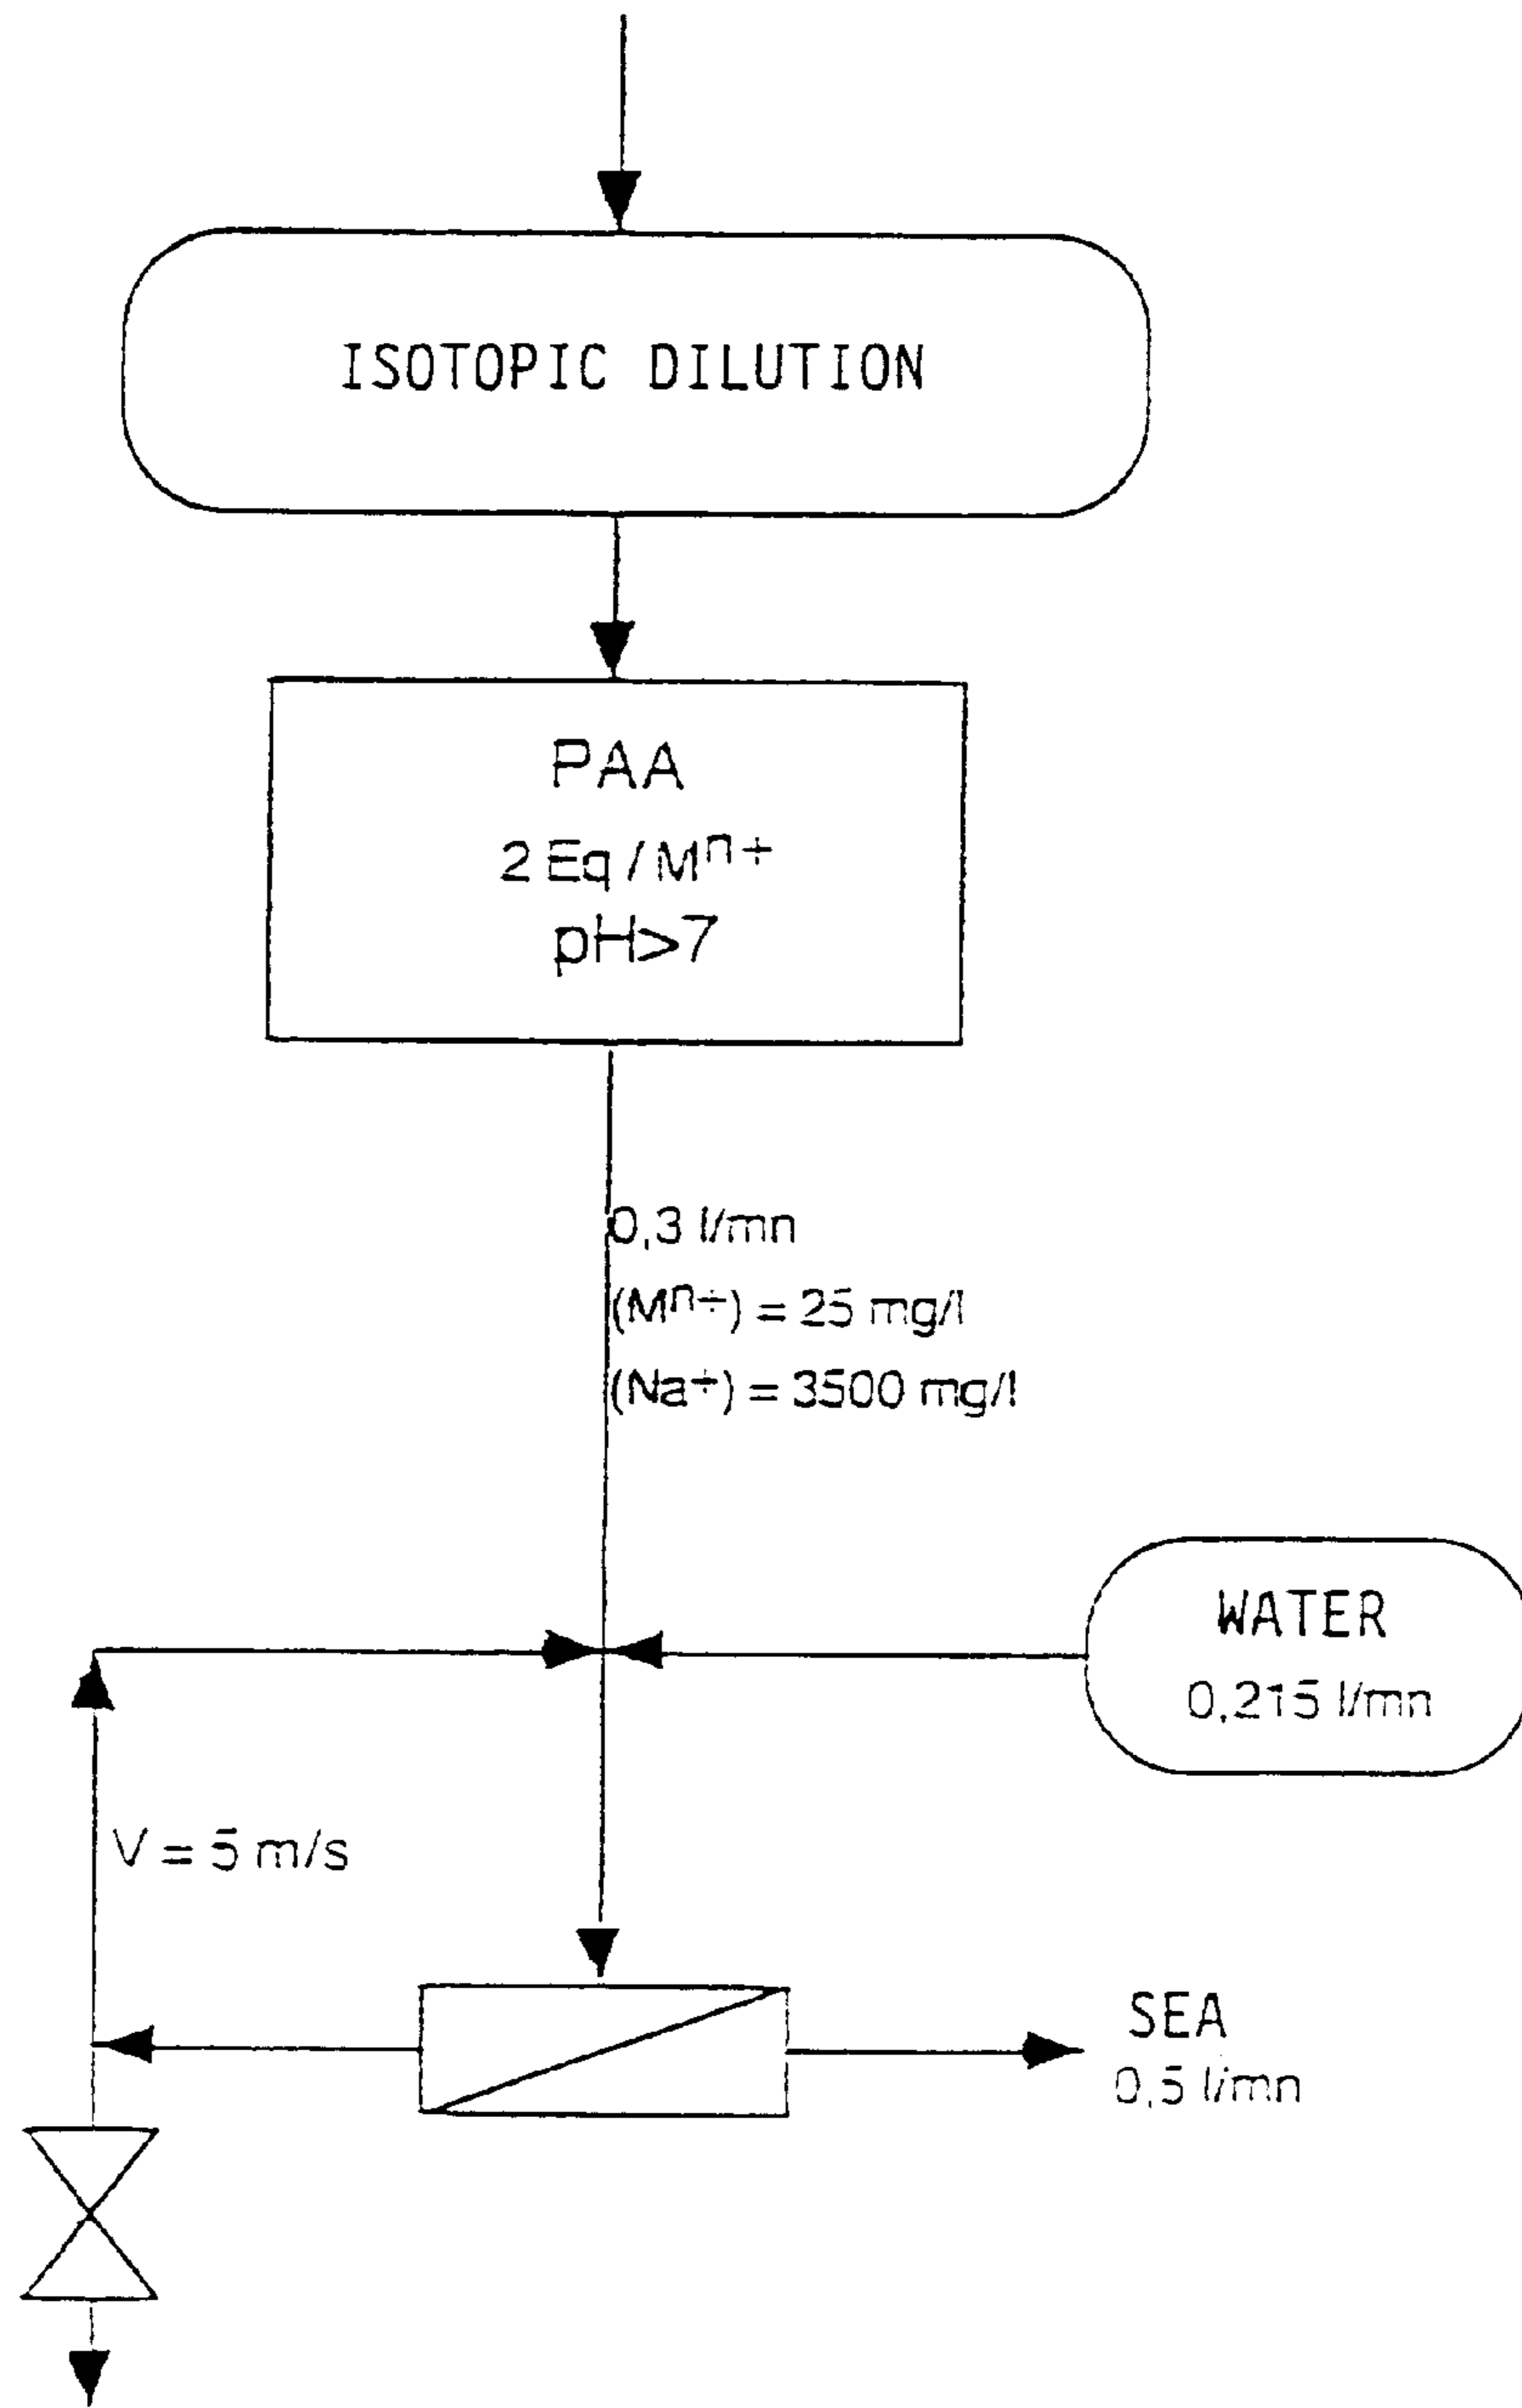 ISOTOPIC DILUTION
PAA
2 Eq / Mⁿ⁺
pH>7
0,3 l/mn
(Mⁿ⁺) = 25 mg/l
(Na⁺) = 3500 mg/l
WATER
0,215 l/mn
V = 5 m/s
SEA
0,5 l/mn